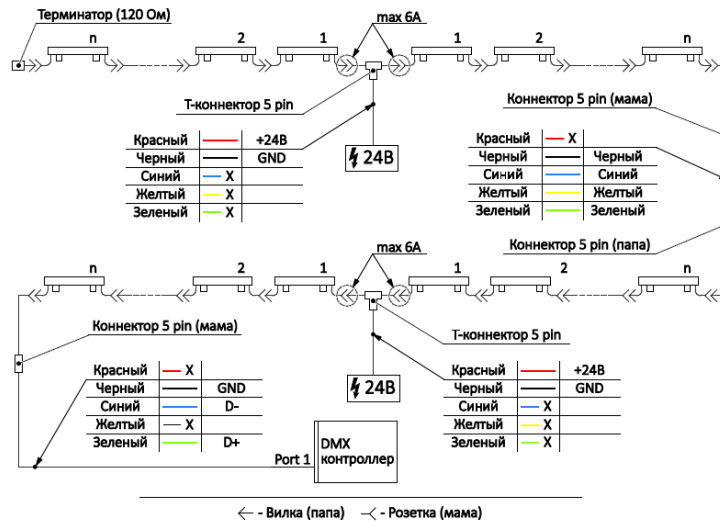 Терминатор (120 Ом)
max 6A
n
2
1
1
2
n
Т-коннектор 5 pin
Коннектор 5 pin (мама)
Красный +24В
Черный GND
Синий X
Желтый X
Зеленый X
24В
Красный X
Черный Черный
Синий Синий
Желтый Желтый
Зеленый Зеленый
Коннектор 5 pin (папа)
max 6A
n
2
1
1
2
n
Коннектор 5 pin (мама)
Т-коннектор 5 pin
Красный X
Черный GND
Синий D-
Желтый X
Зеленый D+
24В
Красный +24В
Черный GND
Синий X
Желтый X
Зеленый X
Port 1
DMX
контроллер
- Вилка (папа) - Розетка (мама)